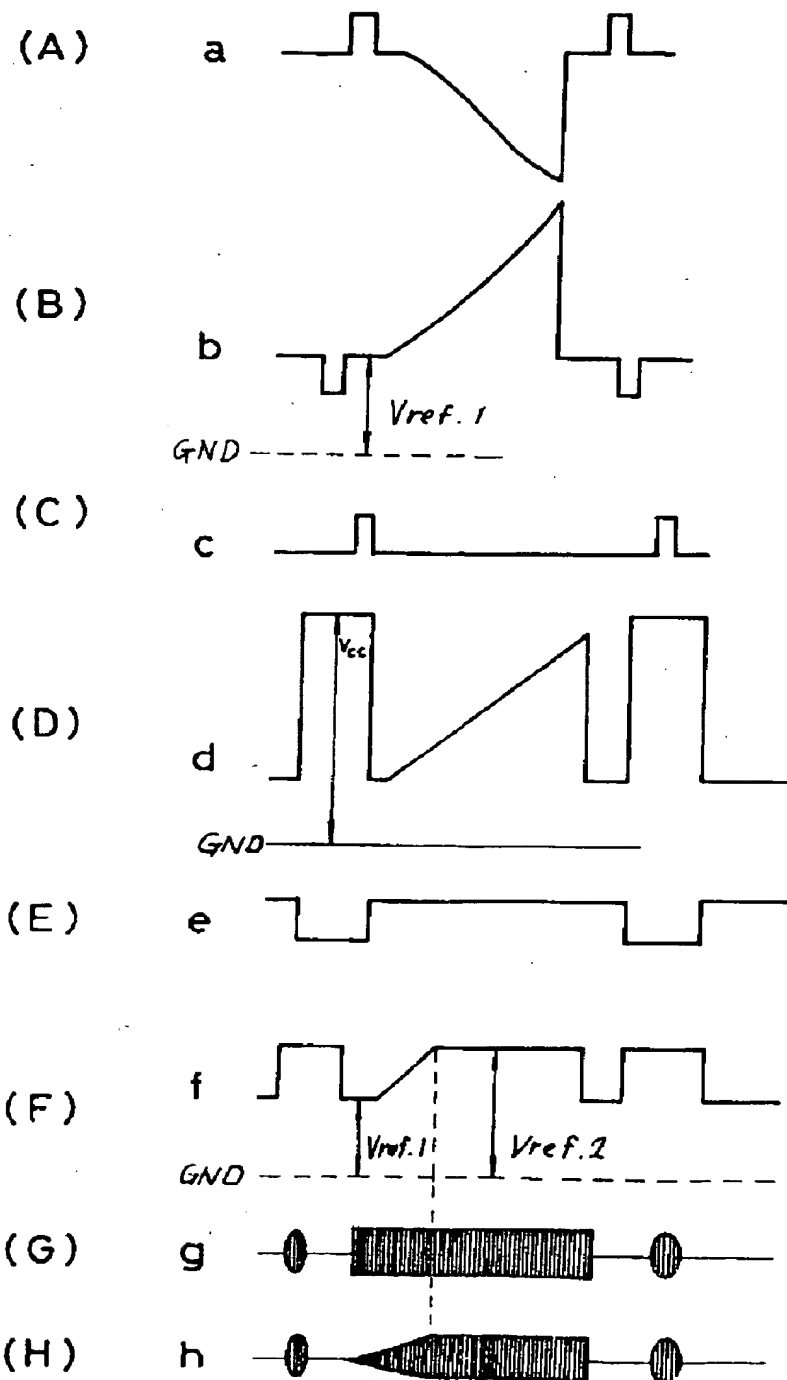 (A) a
(B) b
Vref. 1
GND
(C) c
Vcc
(D) d
GND
(E) e
(F) f
Vref.1 Vref.2
GND
(G) g
(H) h